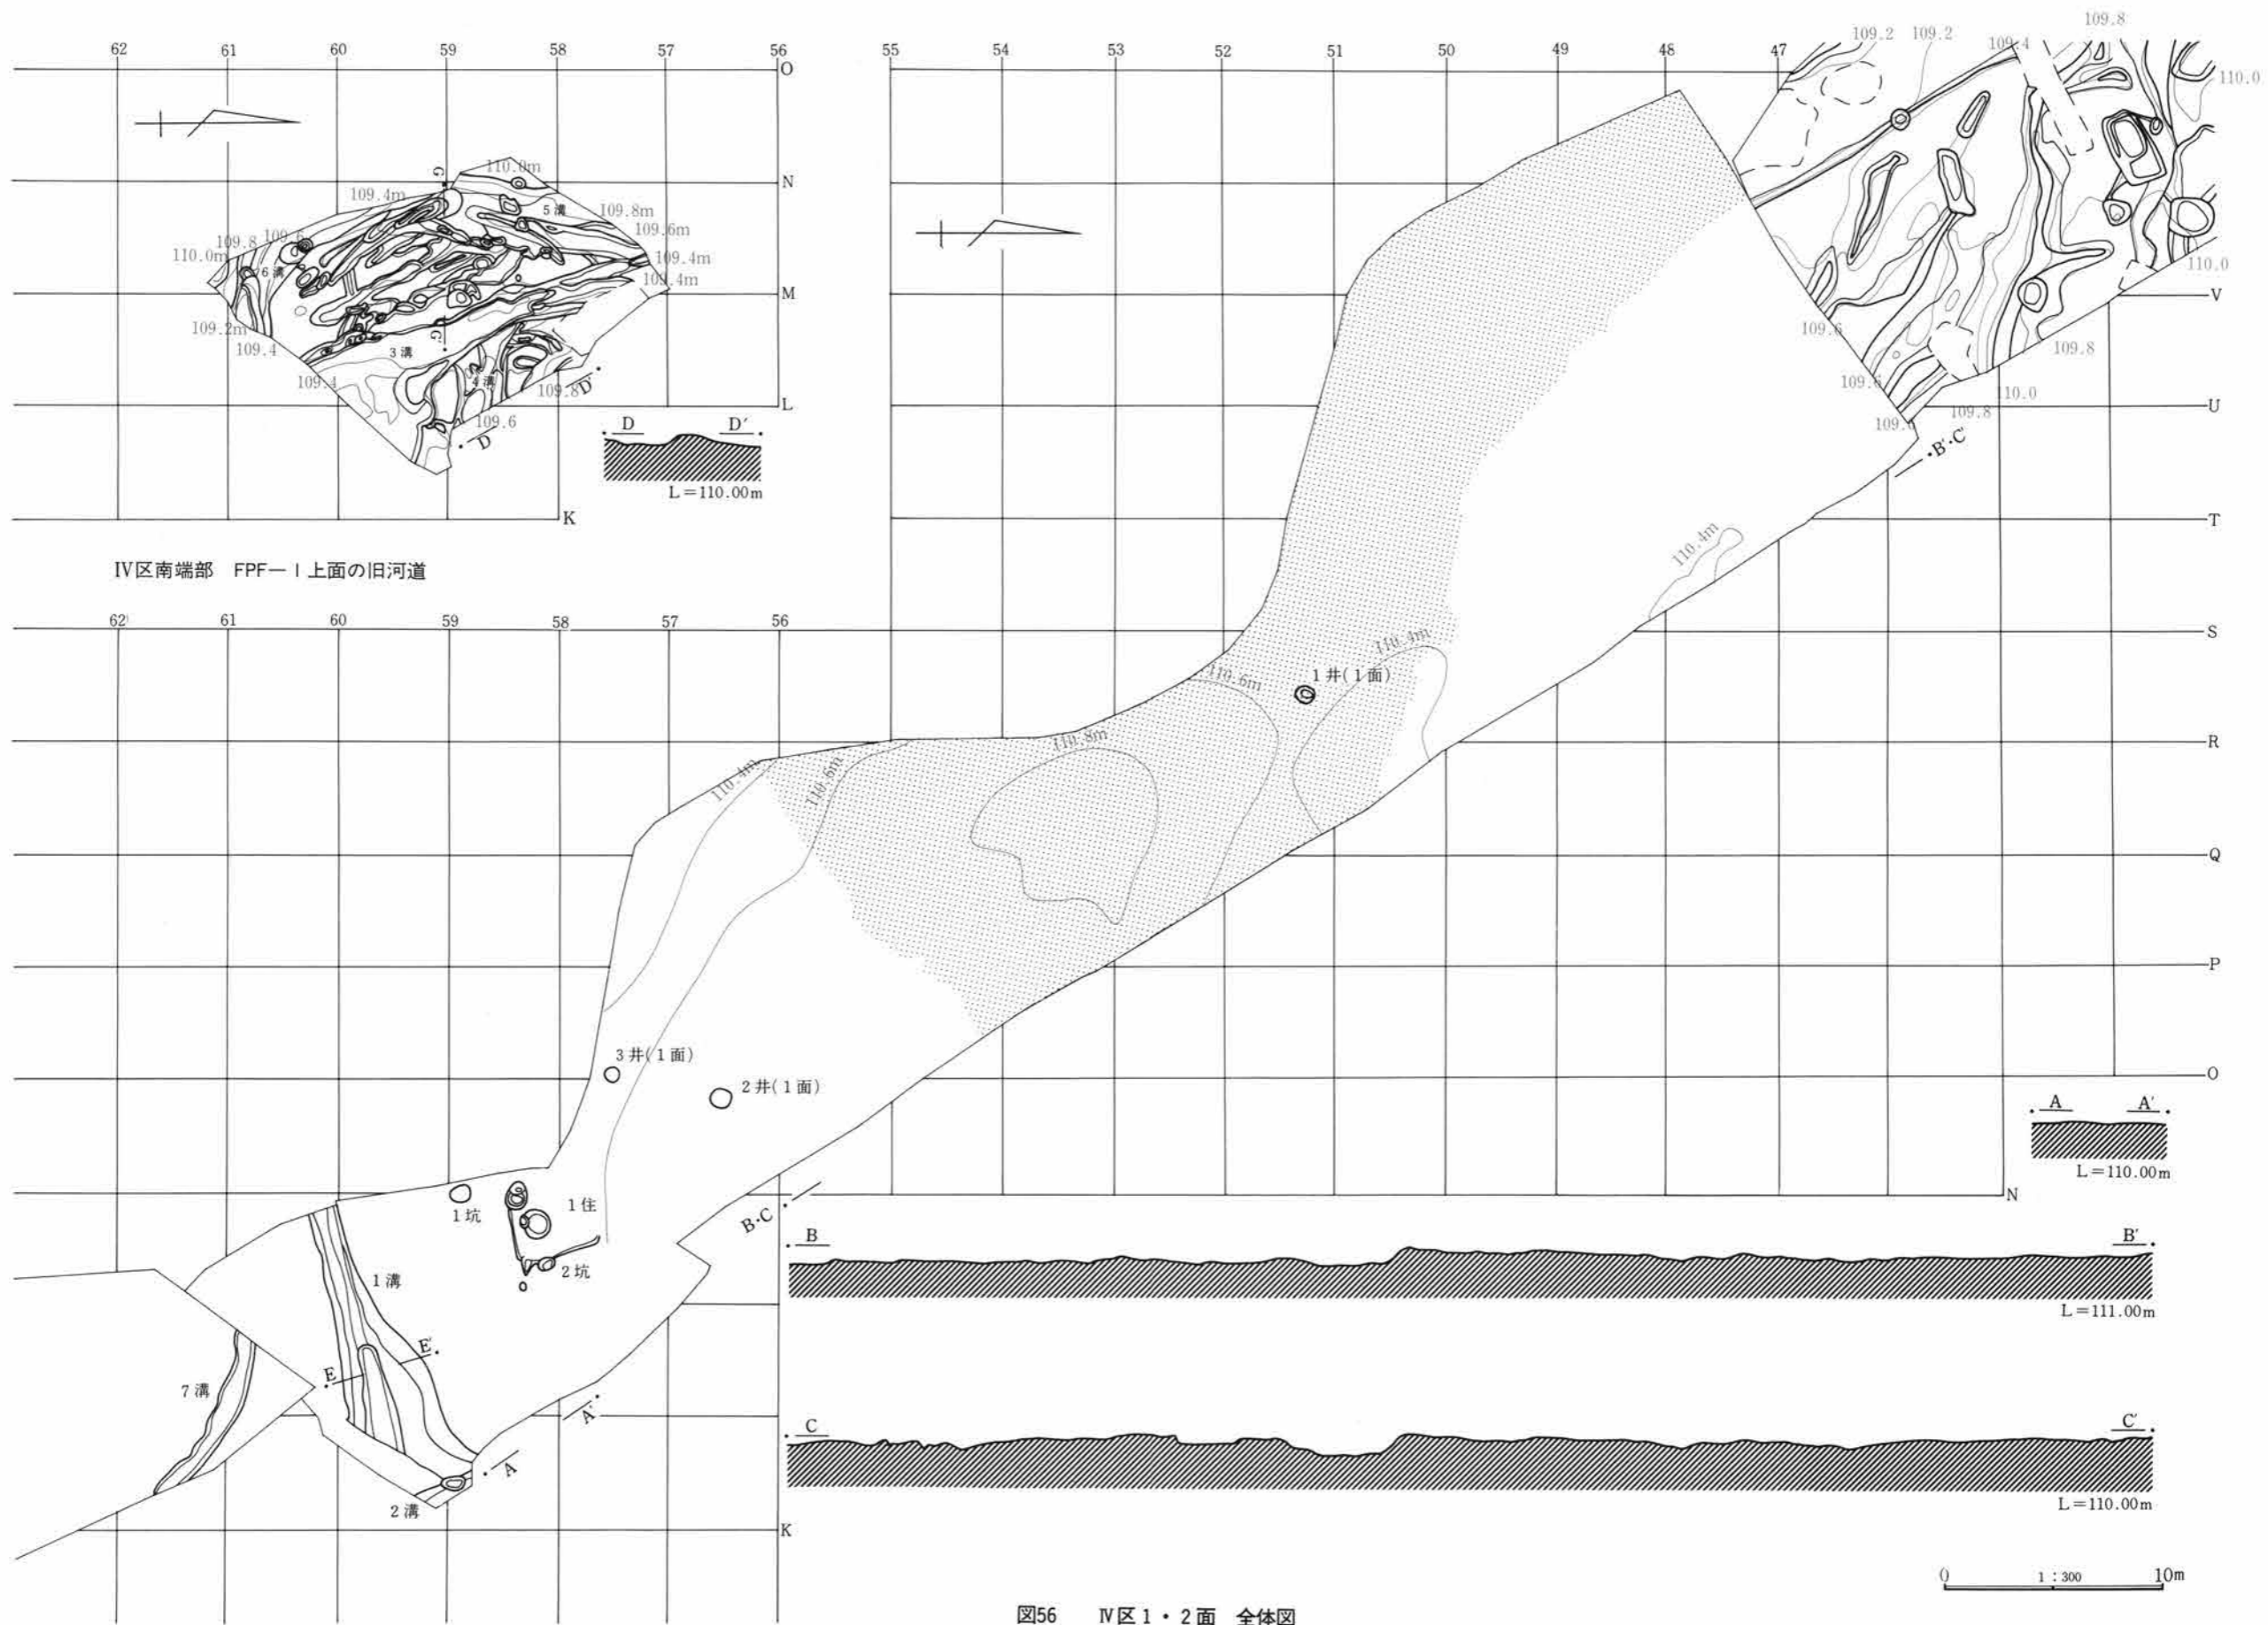 62 61 60 59 58 57 56
55 54 53 52 51 50 49 48 47
109.8
109.2 109.2 109.4
110.0
O
N
M
L
K
G
110.0m
109.4m
5溝
109.8m
109.6m
109.8 109.6
110.0m
6溝
109.4m
109.4m
109.2m
109.4
G′
3溝
4溝
109.4
109.8
D′
109.6
D
D D′
L=110.00m
IV区南端部 FPF—I上面の旧河道
110.0
V
109.6
109.8
109.6
110.0
109.8
U
B′・C′
T
110.4m
62 61 60 59 58 57 56
S
110.4m
110.6m
1井(1面)
R
110.8m
110.4m
110.6m
Q
P
3井(1面)
2井(1面)
O
A A′
L=110.00m
N
1坑
1住
B・C
2坑
B B′
L=111.00m
1溝
E′
E
7溝
A′
A
C C′
L=110.00m
2溝
K
0 1:300 10m
図56 IV区1・2面 全体図